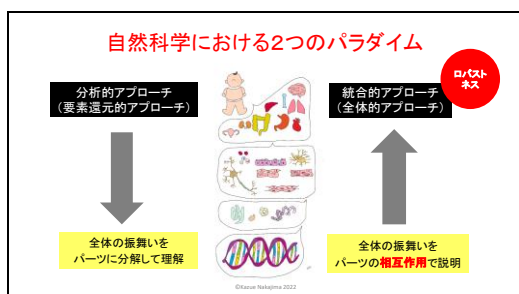 自然科学における2つのパラダイム
分析的アプローチ
(要素還元的アプローチ)
統合的アプローチ
(全体的アプローチ)
ロバスト
ネス
全体の振舞いを
パーツに分解して理解
全体の振舞いを
パーツの相互作用で説明
©Kazue Nakajima 2022